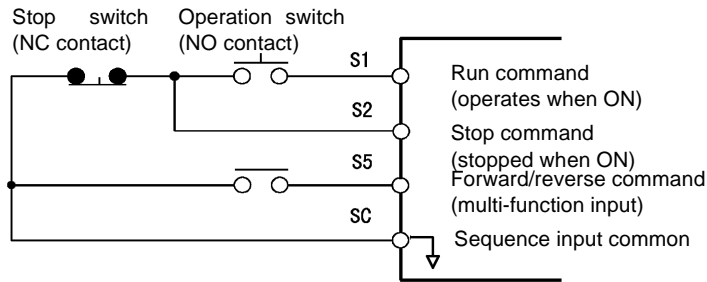 Stop switch
(NC contact)
Operation switch
(NO contact)
S1
Run command
(operates when ON)
S2
Stop command
(stopped when ON)
S5
Forward/reverse command
(multi-function input)
SC
Sequence input common